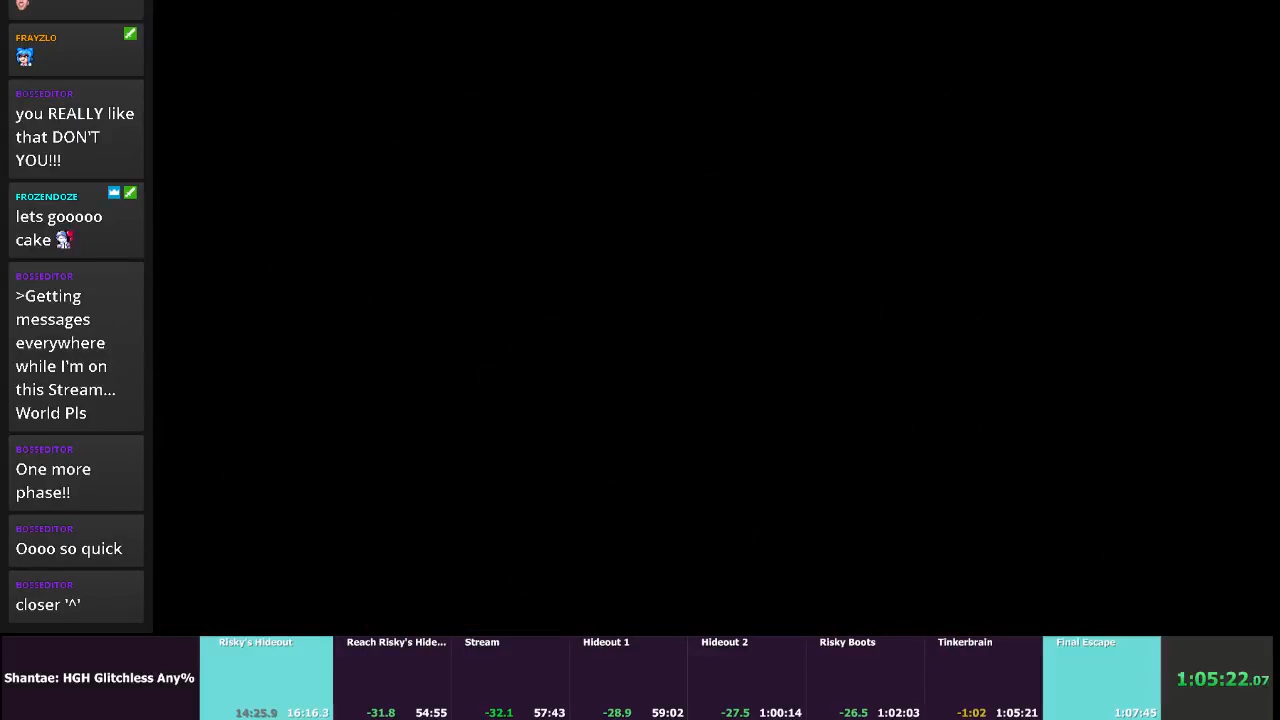 FRAYZLO
BOSSEDITOR
you REALLY like
that DON'T
YOU!!!
FROZENDOZE
lets gooooo
cake
BOSSEDITOR
>Getting
messages
everywhere
while I'm on
this Stream...
World Pls
BOSSEDITOR
One more
phase!!
BOSSEDITOR
Oooo so quick
BOSSEDITOR
closer '^'
Shantae: HGH Glitchless Any%
Risky's Hideout
14:25.9 16:16.3
Reach Risky's Hide...
-31.8 54:55
Stream
-32.1 57:43
Hideout 1
-28.9 59:02
Hideout 2
-27.5 1:00:14
Risky Boots
-26.5 1:02:03
Tinkerbrain
-1:02 1:05:21
Final Escape
1:07:45
1:05:22.07